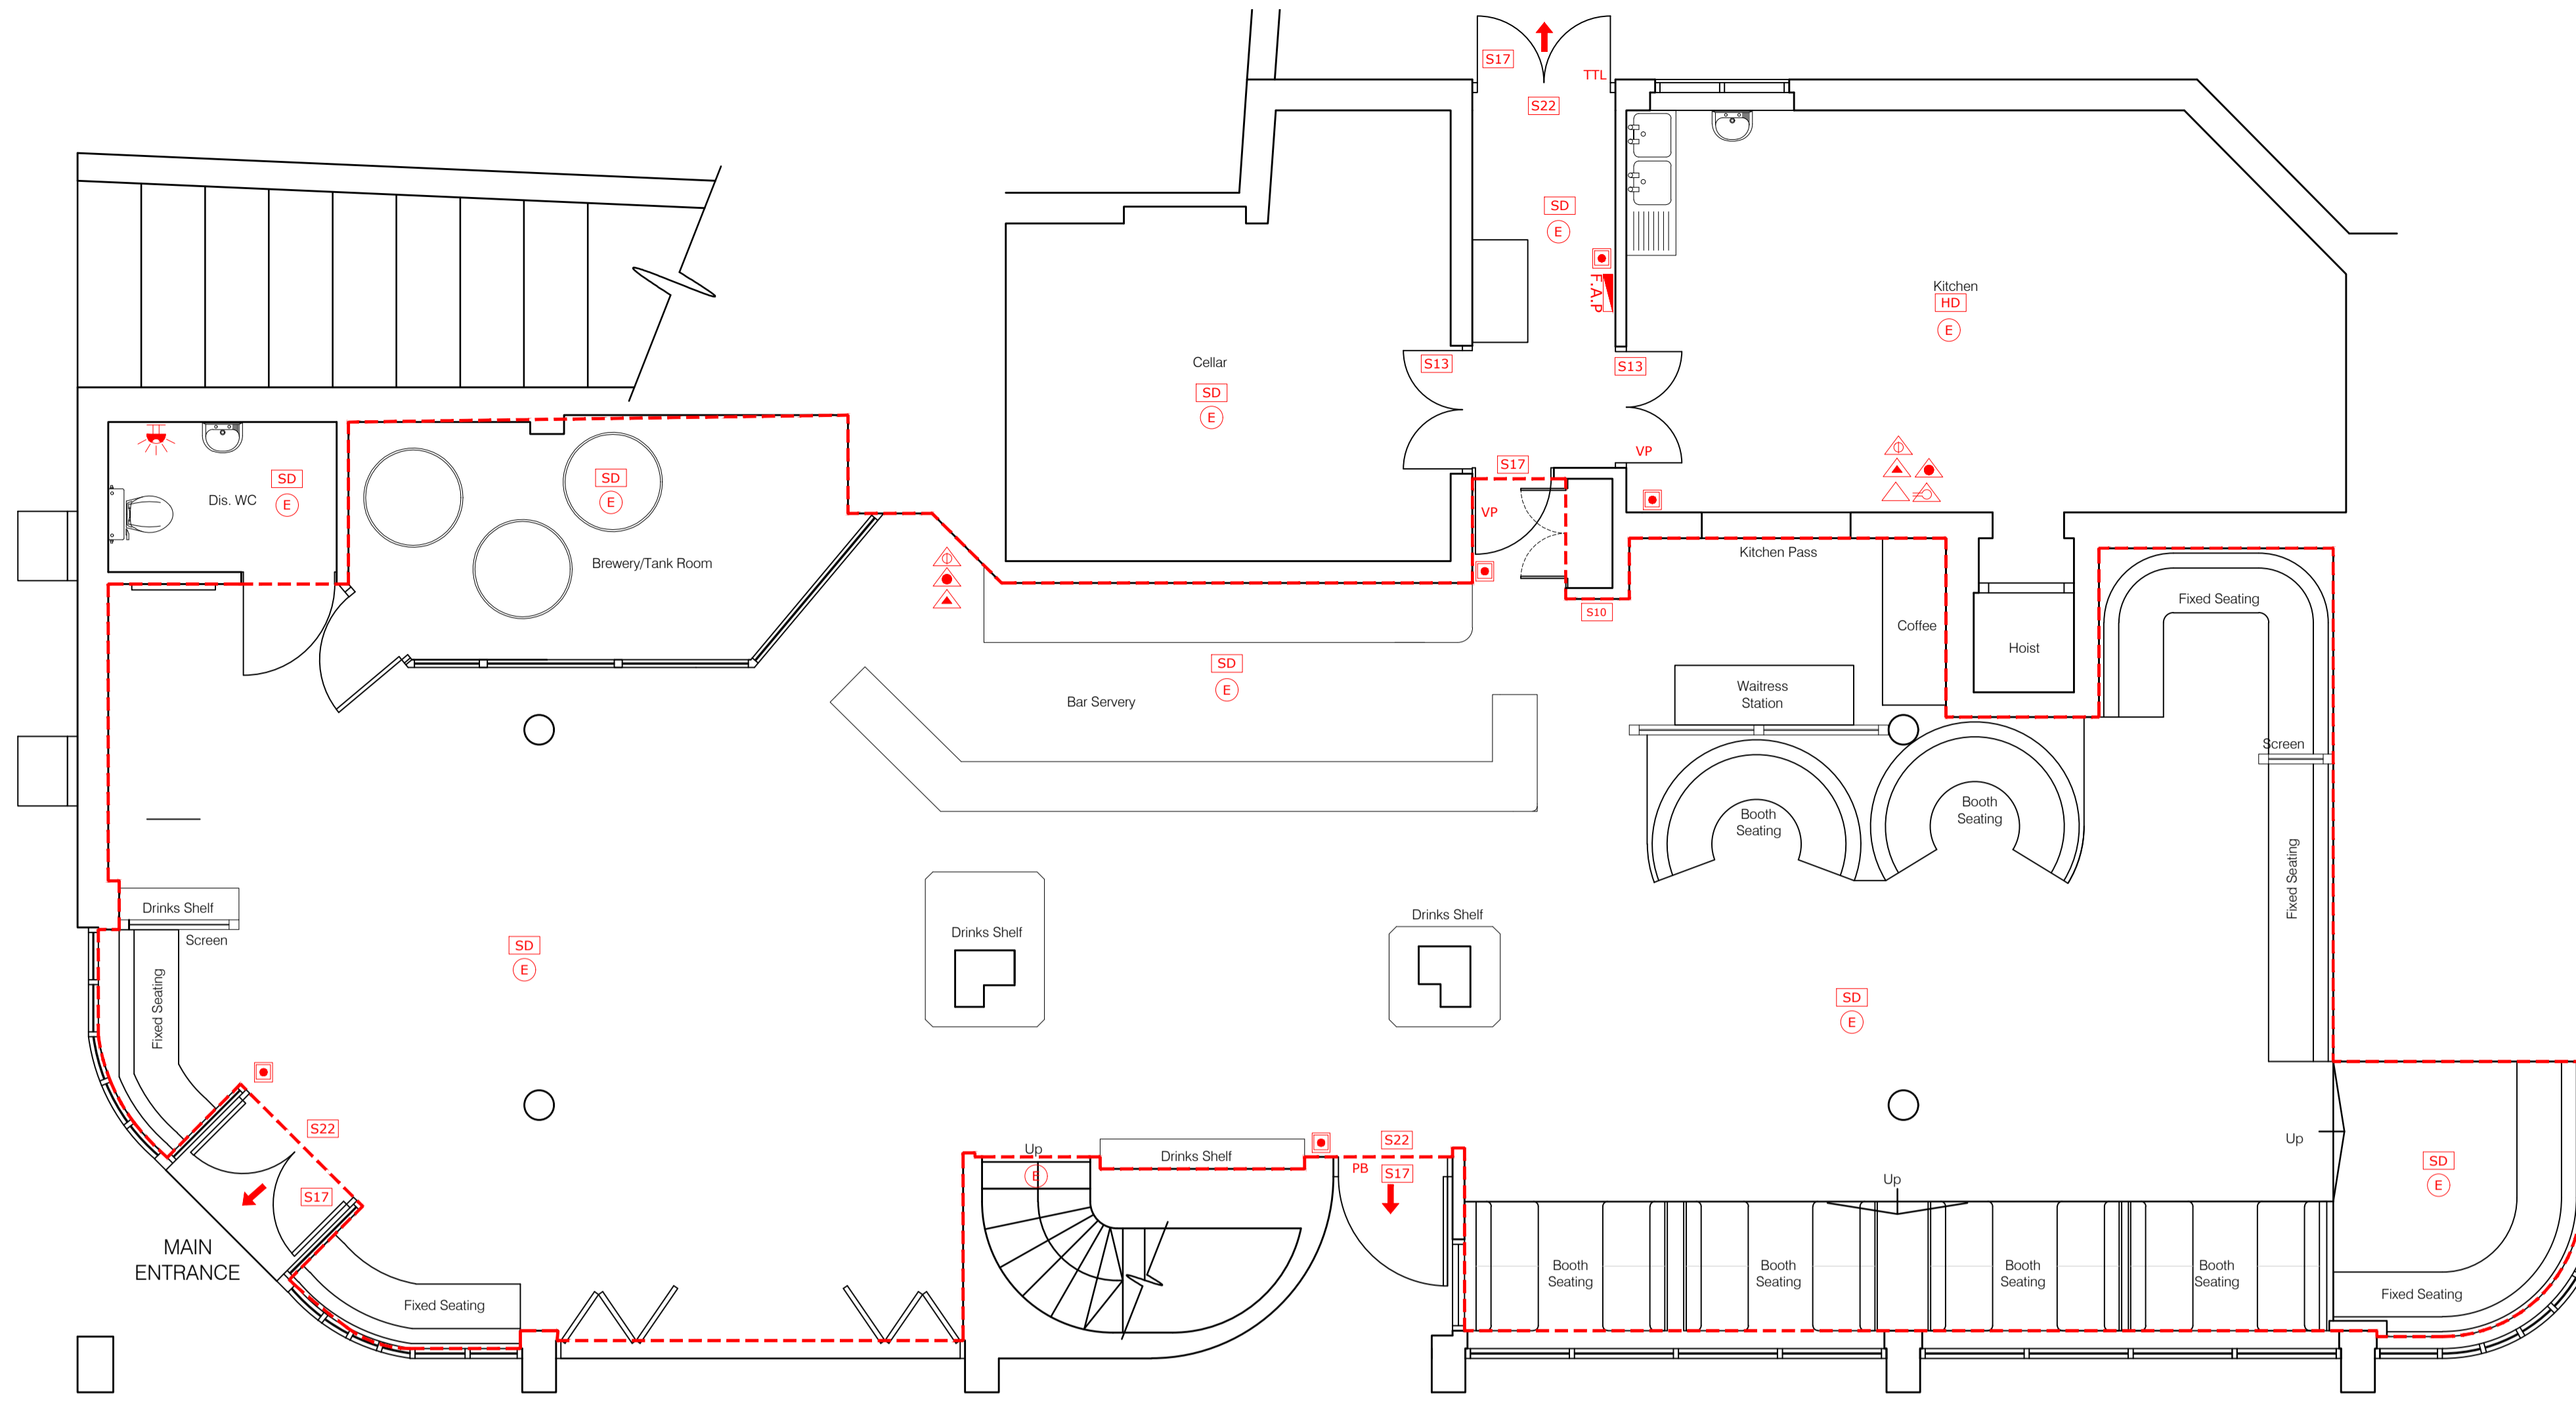 S17
TTL
S22
SD
E
F.A.P
Kitchen
HD
E
Cellar
SD
E
S13
S13
VP
S17
VP
SD
E
Dis. WC
SD
E
Brewery/Tank Room
Kitchen Pass
S10
Coffee
Hoist
Fixed Seating
SD
E
Bar Servery
Waitress
Station
Screen
Booth
Seating
Booth
Seating
Fixed Seating
Drinks Shelf
Screen
Fixed Seating
SD
E
Drinks Shelf
Drinks Shelf
SD
E
S22
S17
MAIN
ENTRANCE
Fixed Seating
Up
E
Drinks Shelf
S22
PB
S17
Up
Up
SD
E
Booth
Seating
Booth
Seating
Booth
Seating
Booth
Seating
Fixed Seating